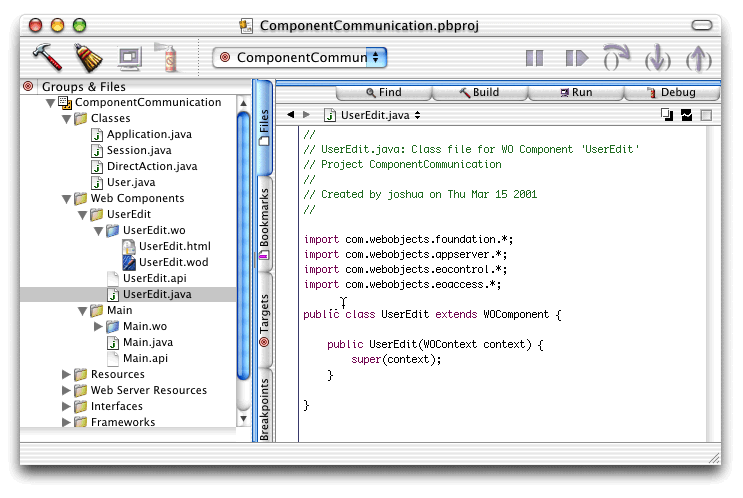 ComponentCommunication.pbproj
ComponentCommun
Groups & Files
ComponentCommunication
Classes
Application.java
Session.java
DirectAction.java
User.java
Web Components
UserEdit
UserEdit.wo
UserEdit.html
UserEdit.wod
UserEdit.api
UserEdit.java
Main
Main.wo
Main.java
Main.api
Resources
Web Server Resources
Interfaces
Frameworks
Files
Bookmarks
Targets
Breakpoints
Find
Build
Run
Debug
UserEdit.java
//
// UserEdit.java: Class file for WO Component 'UserEdit'
// Project ComponentCommunication
//
// Created by joshua on Thu Mar 15 2001
//
import com.webobjects.foundation.*;
import com.webobjects.appserver.*;
import com.webobjects.eocontrol.*;
import com.webobjects.eoaccess.*;
public class UserEdit extends WOComponent {
public UserEdit(WOContext context) {
super(context);
}
}